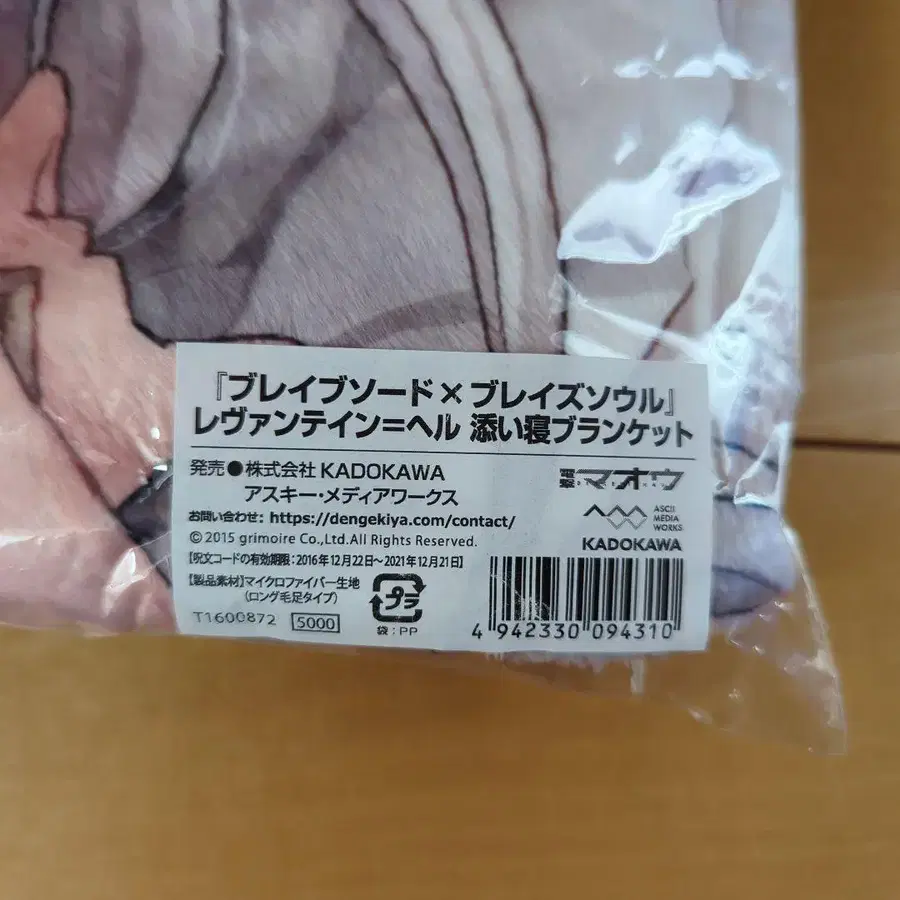 『ブレイブソード×ブレイズソウル』
レヴァンテイン=ヘル 添い寝ブランケット
発売●株式会社 KADOKAWA
アスキー・メディアワークス
お問い合わせ: https://dengekiya.com/contact/
© 2015 grimoire Co.,Ltd.All Rights Reserved.
【呪文コードの有効期限:2016年12月22日~2021年12月21日】
【製品素材】マイクロファイバー生地
(ロング毛足タイプ)
T1600872 5000
プラ
袋:PP
電撃マオウ
ASCII
MEDIA
WORKS
KADOKAWA
4 942330 094310